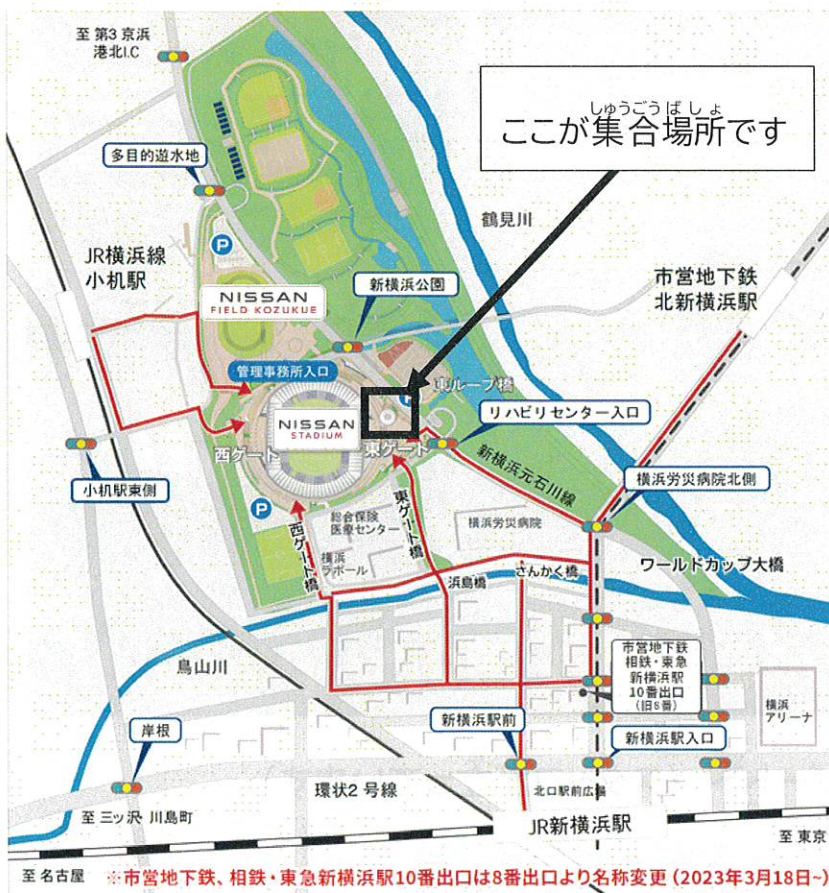 至 第3 京浜
港北I.C
しゅうごうばしょ
ここが集合場所です
多目的遊水地
鶴見川
P
JR横浜線
小机駅
市営地下鉄
北新横浜駅
NISSAN
FIELD KOZUKUE
新横浜公園
管理事務所入口
東ループ橋
NISSAN
STADIUM
リハビリセンター入口
西ゲート
東ゲート
新横浜元石川線
小机駅東側
横浜労災病院北側
P
西ゲート橋
総合保険
医療センター
東ゲート橋
横浜労災病院
横浜
ラポール
浜鳥橋
さんかく橋
ワールドカップ大橋
鳥山川
市営地下鉄
相鉄・東急
新横浜駅
10番出口
(旧8番)
横浜
アリーナ
岸根
新横浜駅前
新横浜駅入口
環状2号線
北口駅前広場
至 三ッ沢 川島町
JR新横浜駅
至 東京
至 名古屋
※市営地下鉄、相鉄・東急新横浜駅10番出口は8番出口より名称変更(2023年3月18日~)